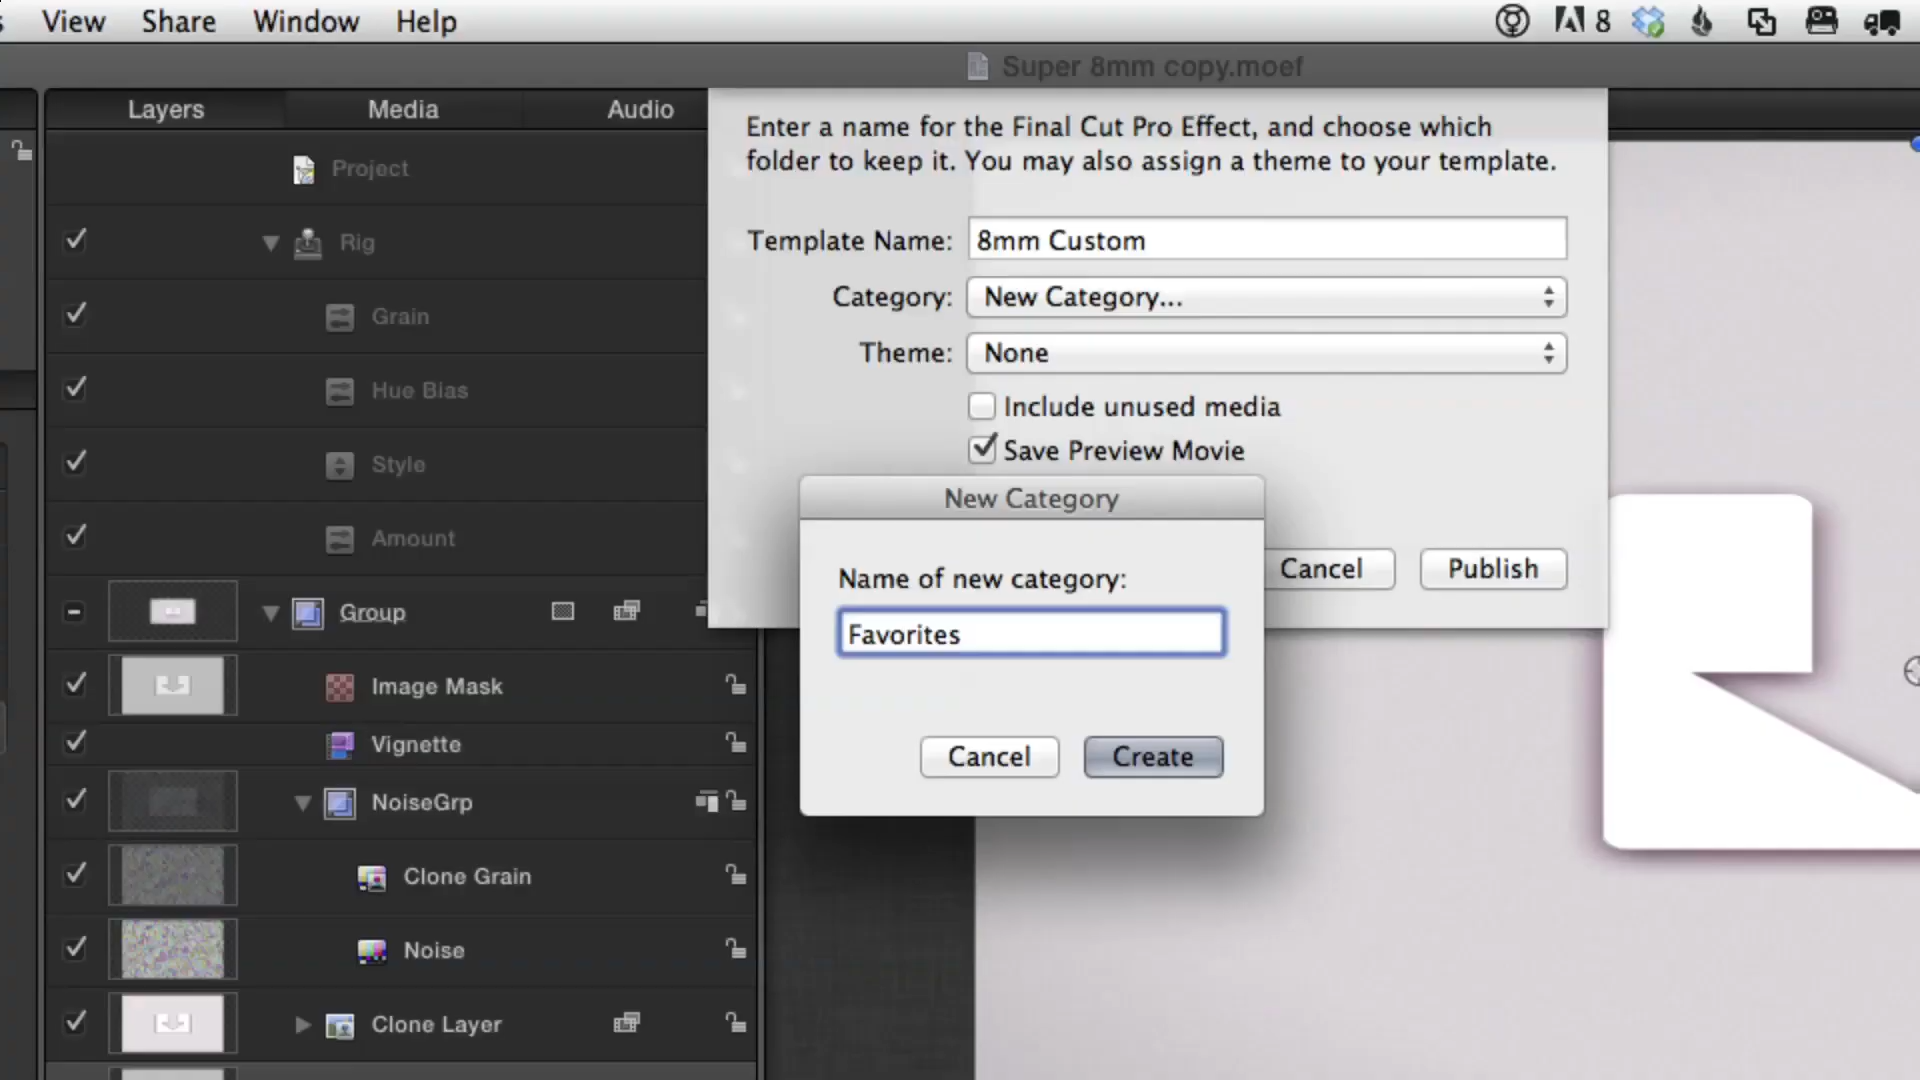 View Share Window Help
8
Super 8mm copy.moef
Layers Media Audio
Enter a name for the Final Cut Pro Effect, and choose which
folder to keep it. You may also assign a theme to your template.
Project
Template Name: 8mm Custom
Rig
Category: New Category...
Grain
Theme: None
Hue Bias
Include unused media
Style
Save Preview Movie
New Category
Amount
Cancel Publish
Name of new category:
Group
Favorites
Image Mask
Vignette
Cancel Create
NoiseGrp
Clone Grain
Noise
Clone Layer